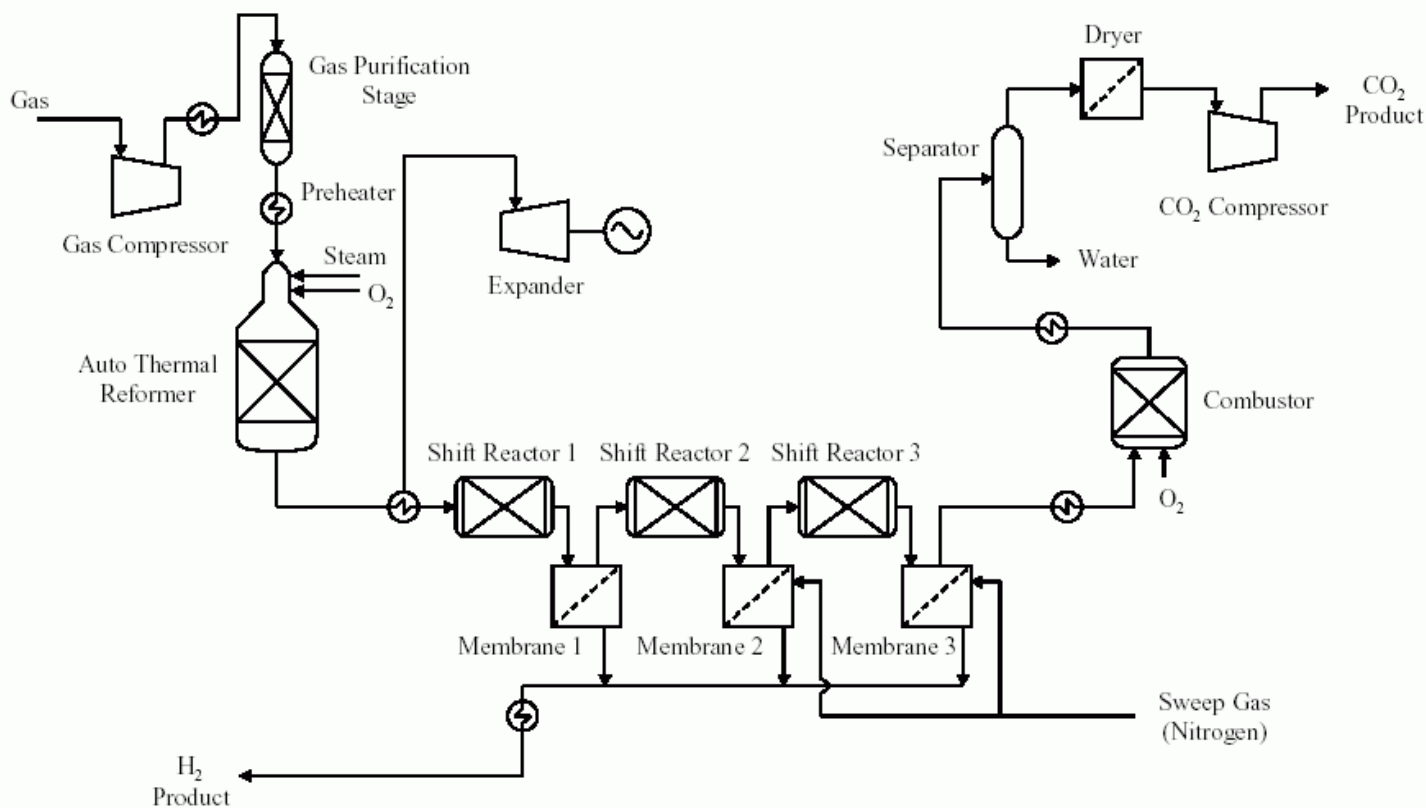 Dryer
Gas Purification
Stage
Gas
CO₂
Product
Separator
Preheater
CO₂ Compressor
Gas Compressor
Steam
Water
O₂
Expander
Auto Thermal
Reformer
Combustor
Shift Reactor 1
Shift Reactor 2
Shift Reactor 3
O₂
Membrane 1
Membrane 2
Membrane 3
Sweep Gas
(Nitrogen)
H₂
Product